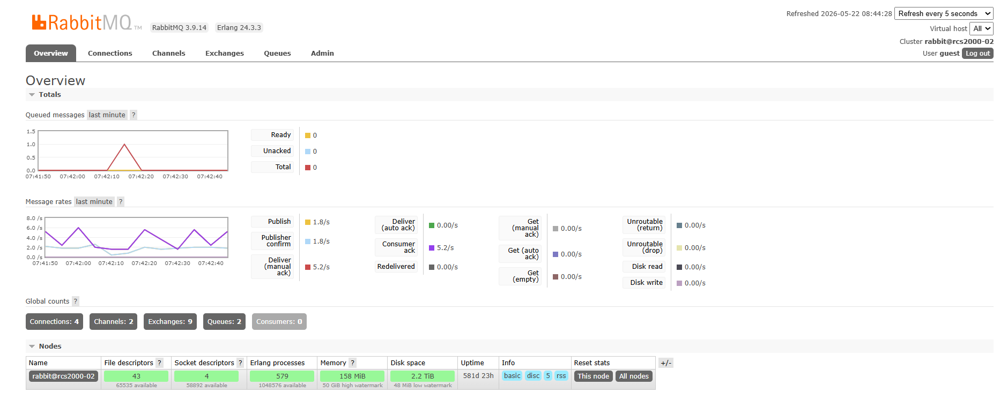 RabbitMQ TM RabbitMQ 3.9.14 Erlang 24.3.3
Refreshed 2026-05-22 08:44:28 Refresh every 5 seconds
Virtual host All
Cluster rabbit@rcs2000-02
User guest Log out
Overview Connections Channels Exchanges Queues Admin
Overview
Totals
Queued messages last minute ?
1.5
1.0
0.5
0.0
07:41:50 07:42:00 07:42:10 07:42:20 07:42:30 07:42:40
Ready 0
Unacked 0
Total 0
Message rates last minute ?
8.0 /s
6.0 /s
4.0 /s
2.0 /s
0.0 /s
07:41:50 07:42:00 07:42:10 07:42:20 07:42:30 07:42:40
Publish 1.8/s
Publisher
confirm 1.8/s
Deliver
(manual
ack) 5.2/s
Deliver
(auto ack) 0.00/s
Consumer
ack 5.2/s
Redelivered 0.00/s
Get
(manual
ack) 0.00/s
Get (auto
ack) 0.00/s
Get
(empty) 0.00/s
Unroutable
(return) 0.00/s
Unroutable
(drop) 0.00/s
Disk read 0.00/s
Disk write 0.00/s
Global counts ?
Connections: 4 Channels: 2 Exchanges: 9 Queues: 2 Consumers: 0
Nodes
Name File descriptors ? Socket descriptors ? Erlang processes Memory ? Disk space Uptime Info Reset stats +/-
rabbit@rcs2000-02 43 4 579 158 MiB 2.2 TiB 581d 23h basic disc 5 rss This node All nodes
65535 available 58892 available 1048576 available 50 GiB high watermark 48 MiB low watermark